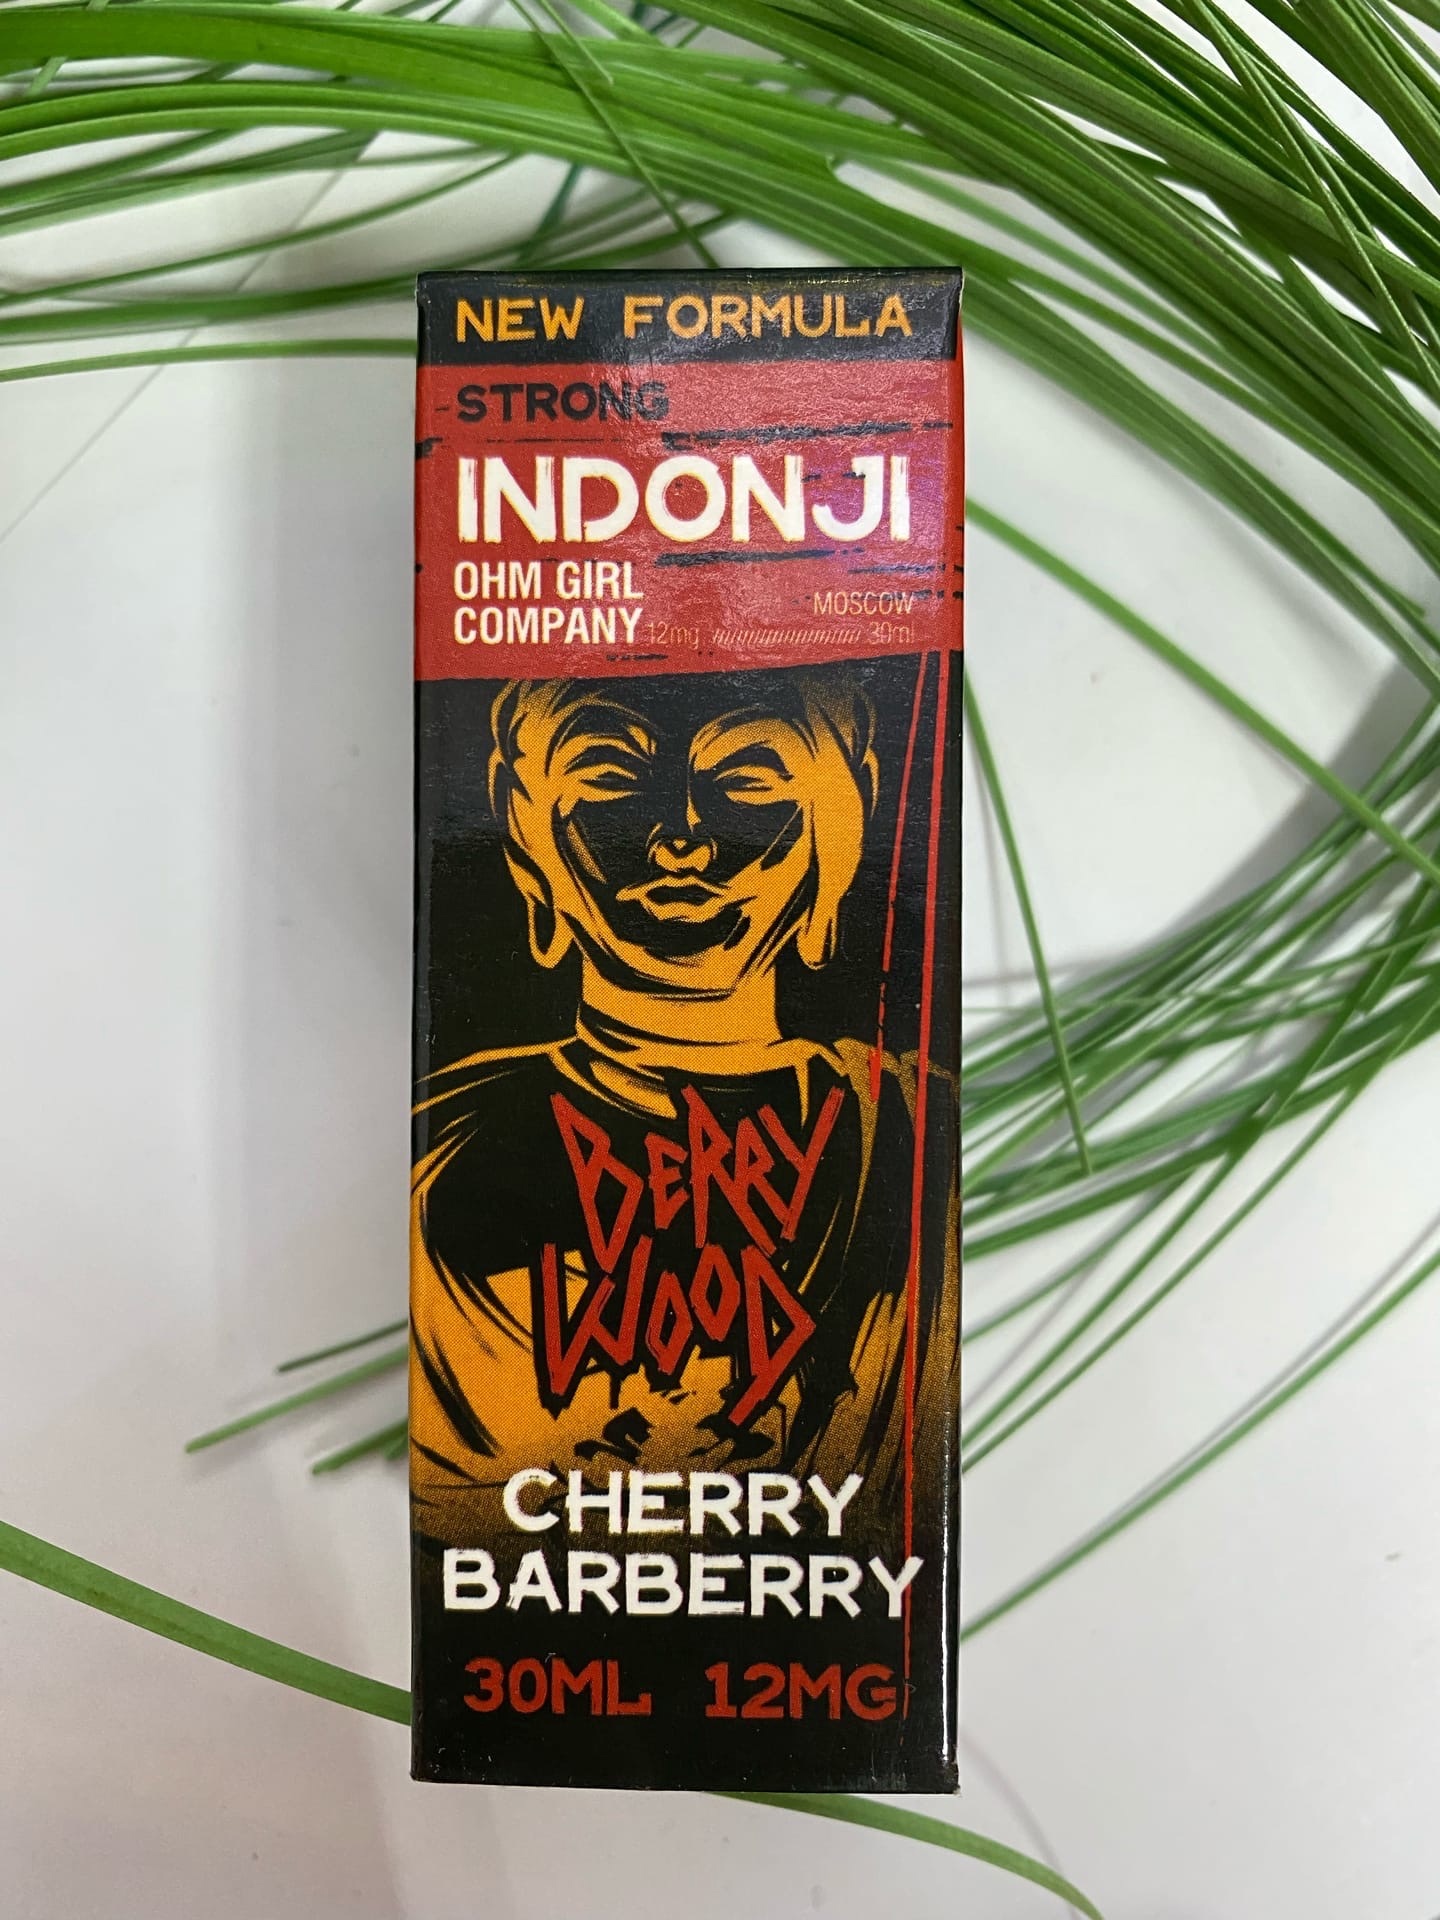 NEW FORMULA
STRONG
INDONJI
OHM GIRL
COMPANY
MOSCOW
12mg 30ml
BERRY
WOOD
CHERRY
BARBERRY
30ML 12MG